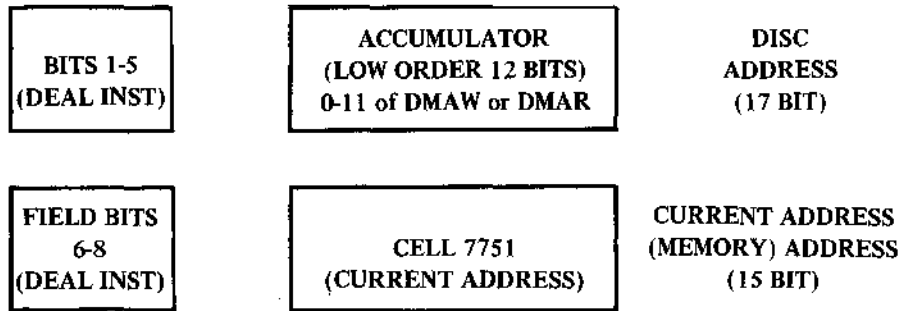 BITS 1-5
(DEAL INST)
ACCUMULATOR
(LOW ORDER 12 BITS)
0-11 of DMAW or DMAR
DISC
ADDRESS
(17 BIT)
FIELD BITS
6-8
(DEAL INST)
CELL 7751
(CURRENT ADDRESS)
CURRENT ADDRESS
(MEMORY) ADDRESS
(15 BIT)